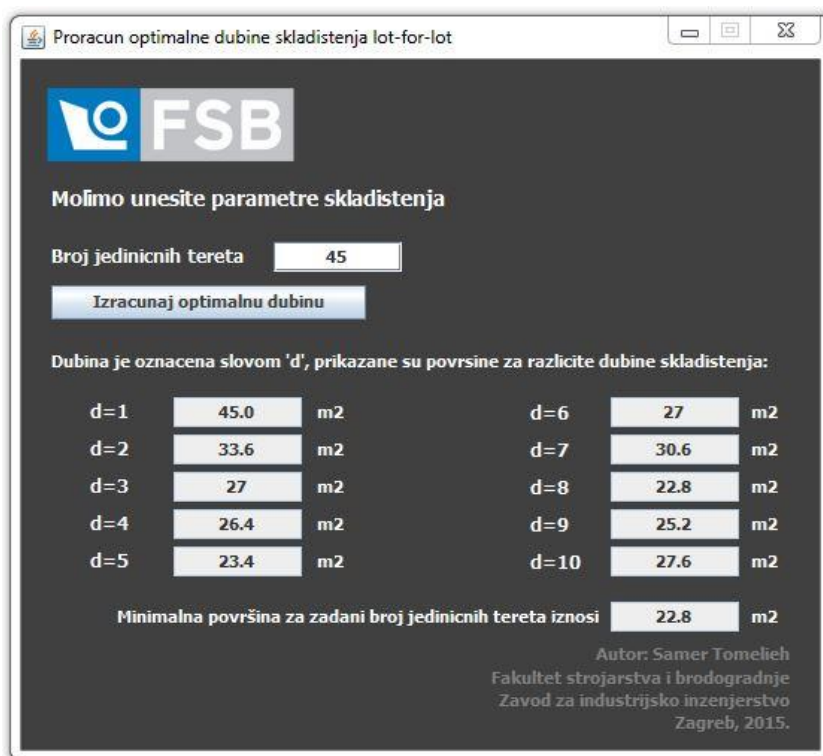 Proracun optimalne dubine skladistenja lot-for-lot
FSB
Molimo unesite parametre skladistenja
Broj jedinicnih tereta 45
Izracunaj optimalnu dubinu
Dubina je oznacena slovom 'd', prikazane su povrsine za razlicite dubine skladistenja:
d=1 45.0 m2 d=6 27 m2
d=2 33.6 m2 d=7 30.6 m2
d=3 27 m2 d=8 22.8 m2
d=4 26.4 m2 d=9 25.2 m2
d=5 23.4 m2 d=10 27.6 m2
Minimalna površina za zadani broj jedinicnih tereta iznosi 22.8 m2
Autor: Samer Tomelieh
Fakultet strojarstva i brodogradnje
Zavod za industrijsko inzenjerstvo
Zagreb, 2015.